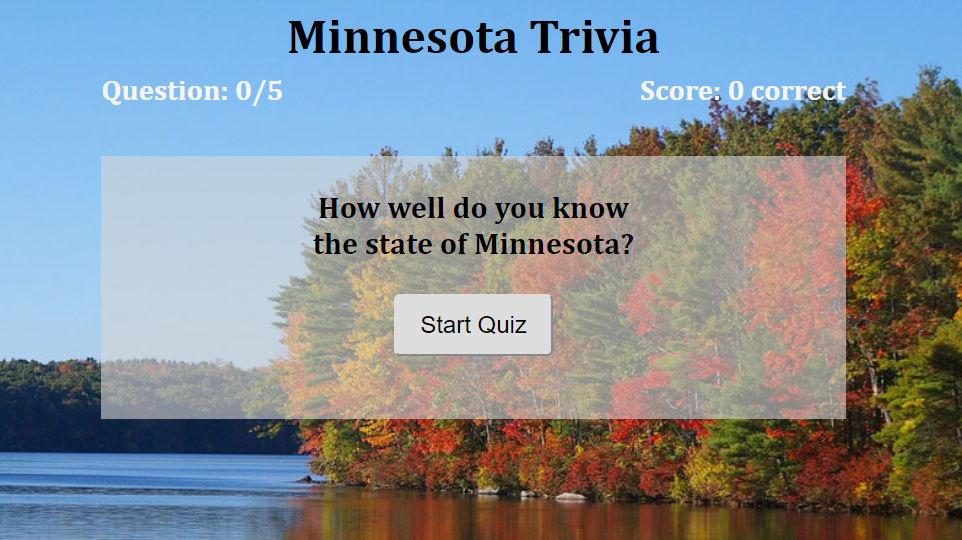 Minnesota Trivia
Question: 0/5
Score: 0 correct
How well do you know
the state of Minnesota?
Start Quiz